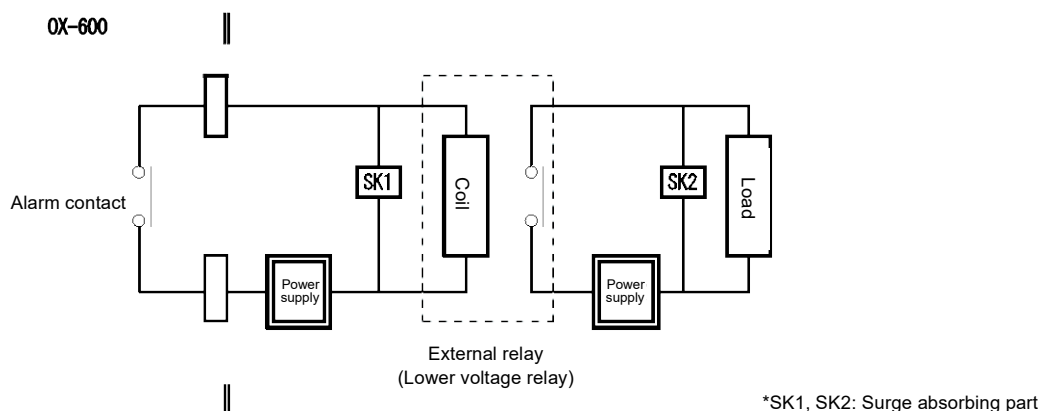 OX-600
Alarm contact
SK1
Coil
SK2
Load
Power
supply
Power
supply
External relay
(Lower voltage relay)
*SK1, SK2: Surge absorbing part